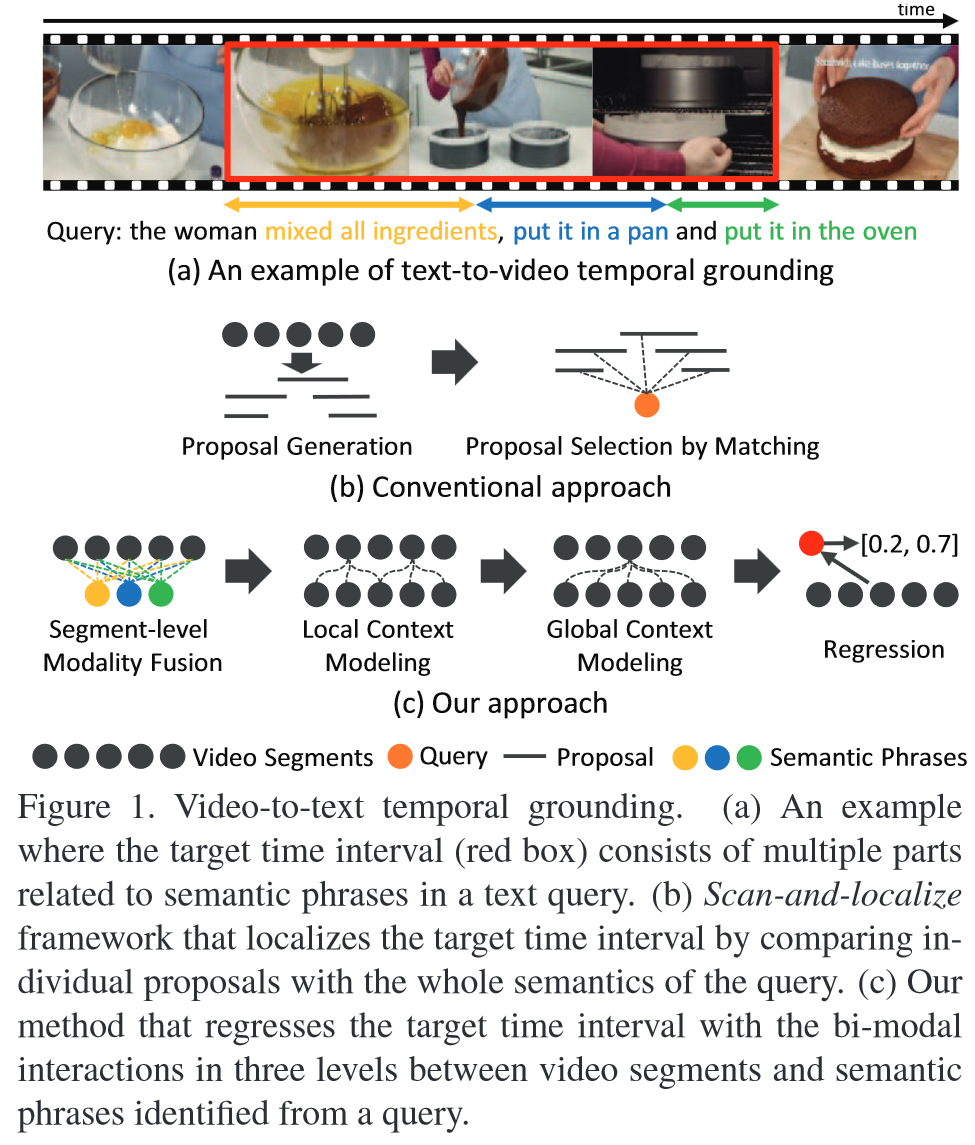 time
Sandwich cake bases together
Query: the woman mixed all ingredients, put it in a pan and put it in the oven
(a) An example of text-to-video temporal grounding
Proposal Generation
Proposal Selection by Matching
(b) Conventional approach
[0.2, 0.7]
Segment-level
Modality Fusion
Local Context
Modeling
Global Context
Modeling
Regression
(c) Our approach
Video Segments
Query
Proposal
Semantic Phrases
Figure 1. Video-to-text temporal grounding. (a) An example
where the target time interval (red box) consists of multiple parts
related to semantic phrases in a text query. (b) Scan-and-localize
framework that localizes the target time interval by comparing in-
dividual proposals with the whole semantics of the query. (c) Our
method that regresses the target time interval with the bi-modal
interactions in three levels between video segments and semantic
phrases identified from a query.